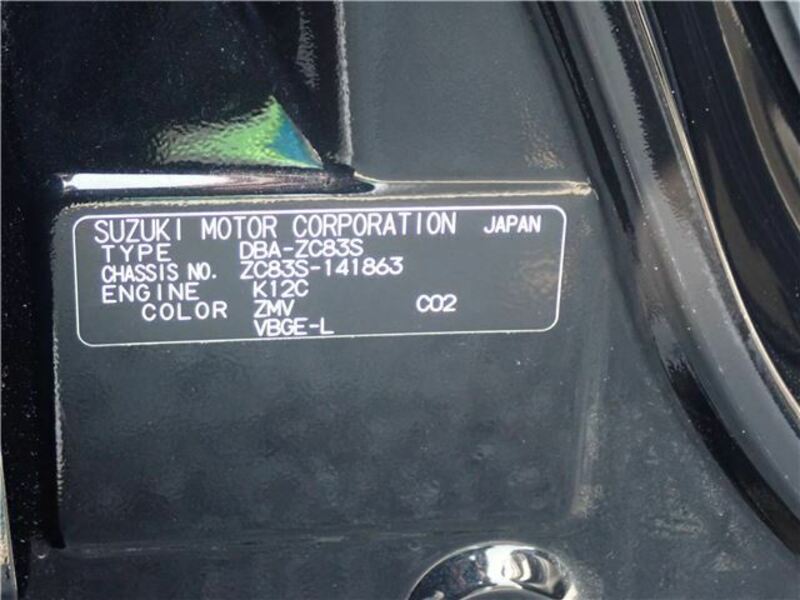 SUZUKI MOTOR CORPORATION JAPAN
TYPE DBA-ZC83S
CHASSIS NO. ZC83S-141863
ENGINE K12C
COLOR ZMV C02
VBGE-L